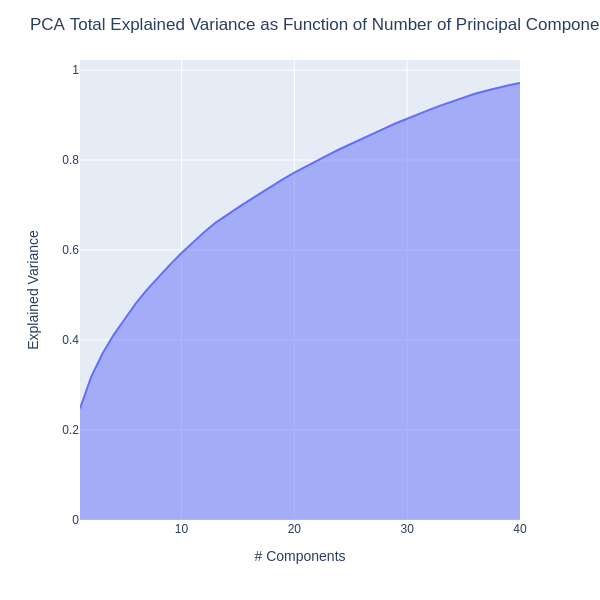 PCA Total Explained Variance as Function of Number of Principal Compone
1
0.8
0.6
0.4
0.2
0
Explained Variance
10 20 30 40
# Components